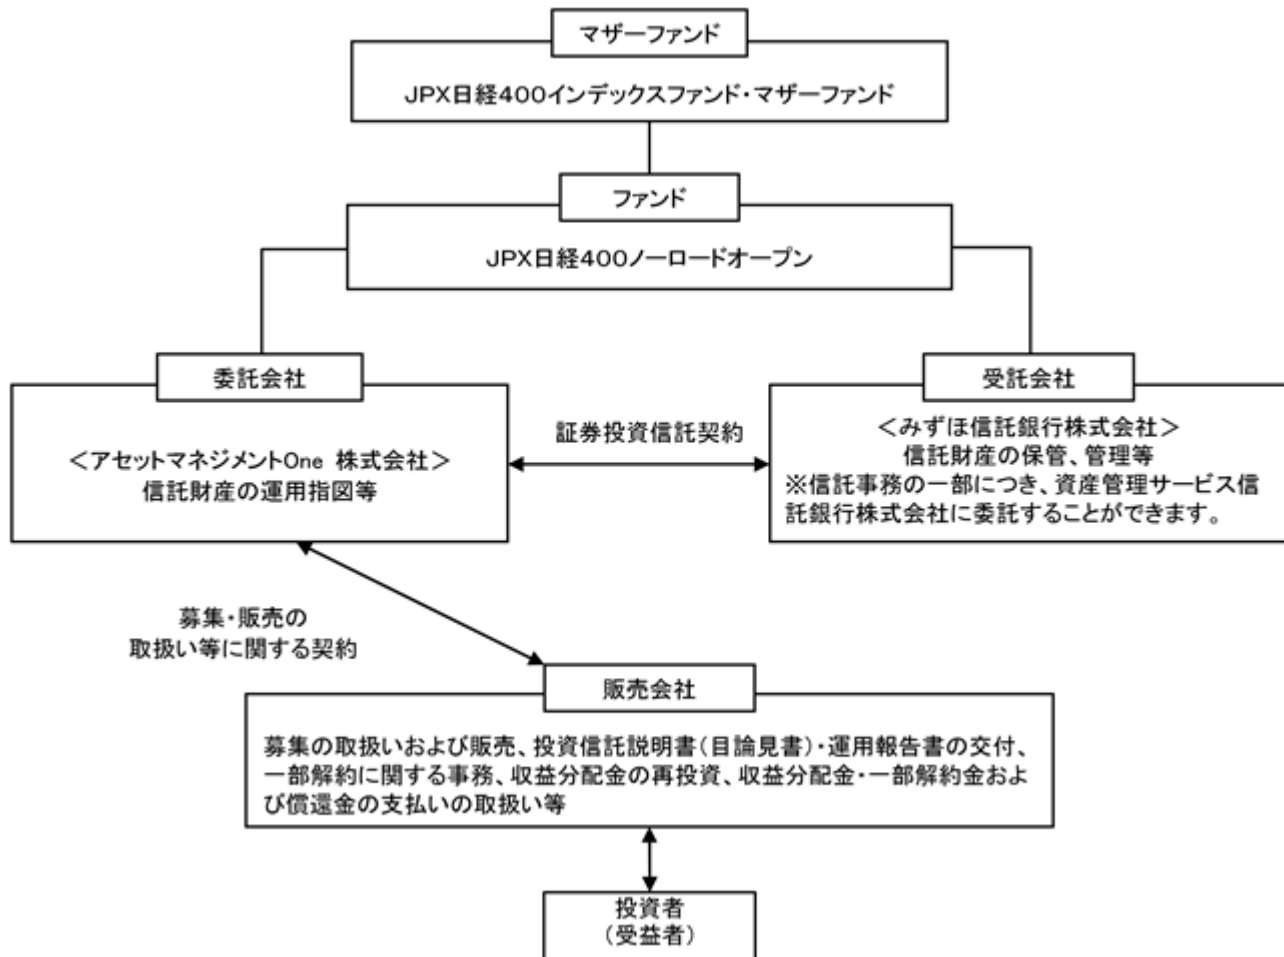 マザーファンド
JPX日経400インデックスファンド・マザーファンド
ファンド
JPX日経400ノーロードオープン
委託会社
<アセットマネジメントOne 株式会社>
信託財産の運用指図等
証券投資信託契約
受託会社
<みずほ信託銀行株式会社>
信託財産の保管、管理等
※信託事務の一部につき、資産管理サービス信
託銀行株式会社に委託することができます。
募集・販売の
取扱い等に関する契約
販売会社
募集の取扱いおよび販売、投資信託説明書(目論見書)・運用報告書の交付、
一部解約に関する事務、収益分配金の再投資、収益分配金・一部解約金およ
び償還金の支払いの取扱い等
投資者
(受益者)